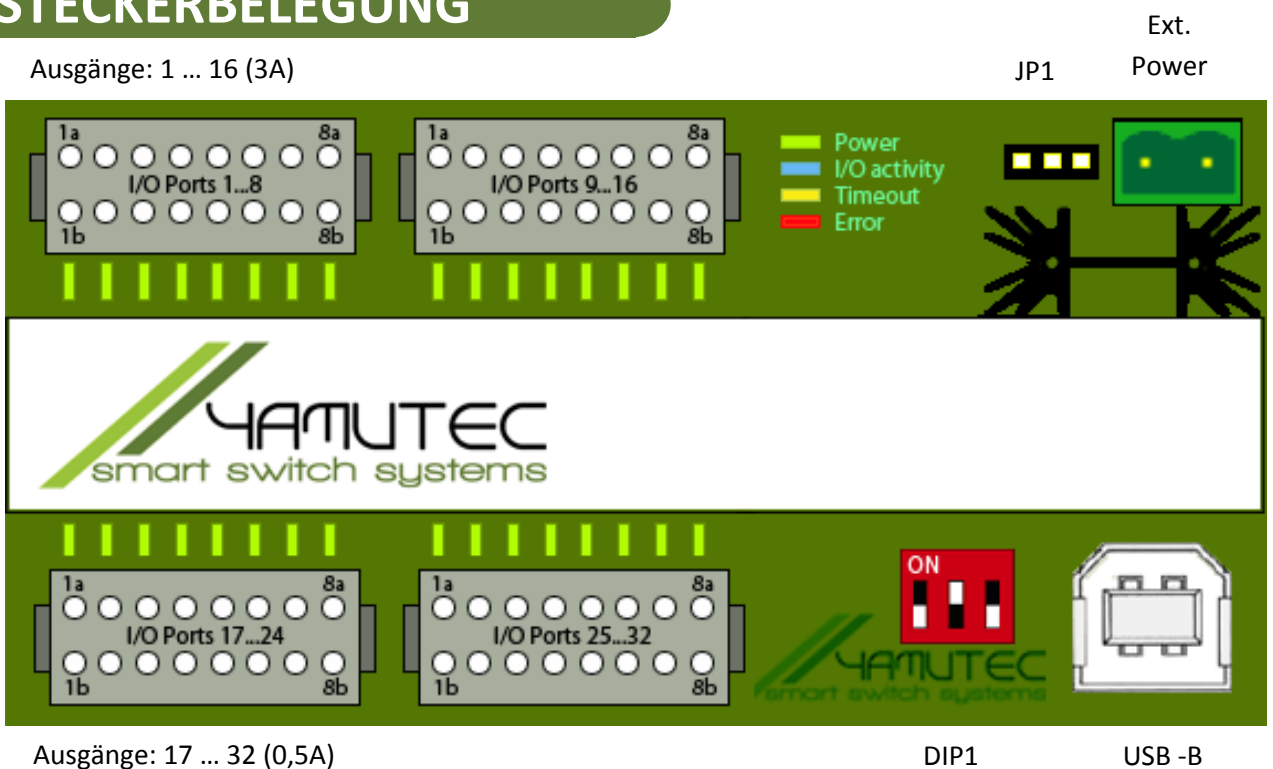 STECKERBELEGUNG
Ext.
Power
Ausgänge: 1 … 16 (3A)
JP1
1a 8a
I/O Ports 1...8
1b 8b
1a 8a
I/O Ports 9...16
1b 8b
Power
I/O activity
Timeout
Error
YAMUTEC
smart switch systems
1a 8a
I/O Ports 17...24
1b 8b
1a 8a
I/O Ports 25...32
1b 8b
ON
YAMUTEC
smart switch systems
Ausgänge: 17 … 32 (0,5A)
DIP1
USB -B